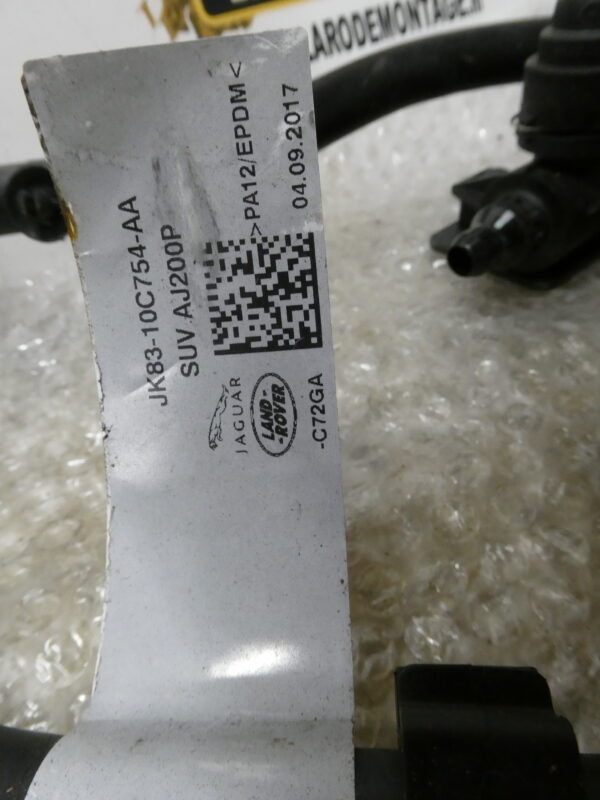 LARODEMONTAGE.
JK83-10C754-AA
SUV AJ200P
>PA12/EPDM<
04.09.2017
JAGUAR
LAND-
-ROVER
-C72GA